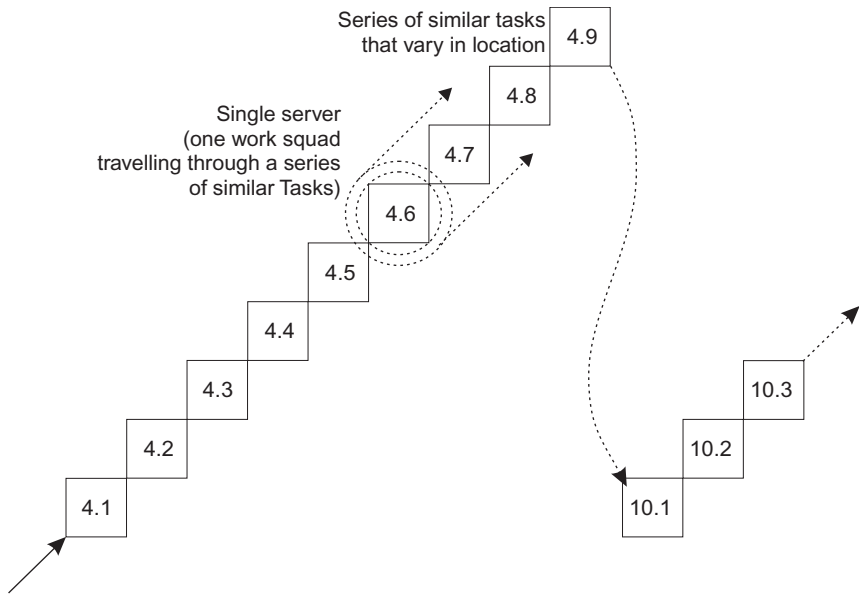 Series of similar tasks
that vary in location
4.9
4.8
Single server
(one work squad
travelling through a series
of similar Tasks)
4.7
4.6
4.5
4.4
4.3
4.2
4.1
10.3
10.2
10.1